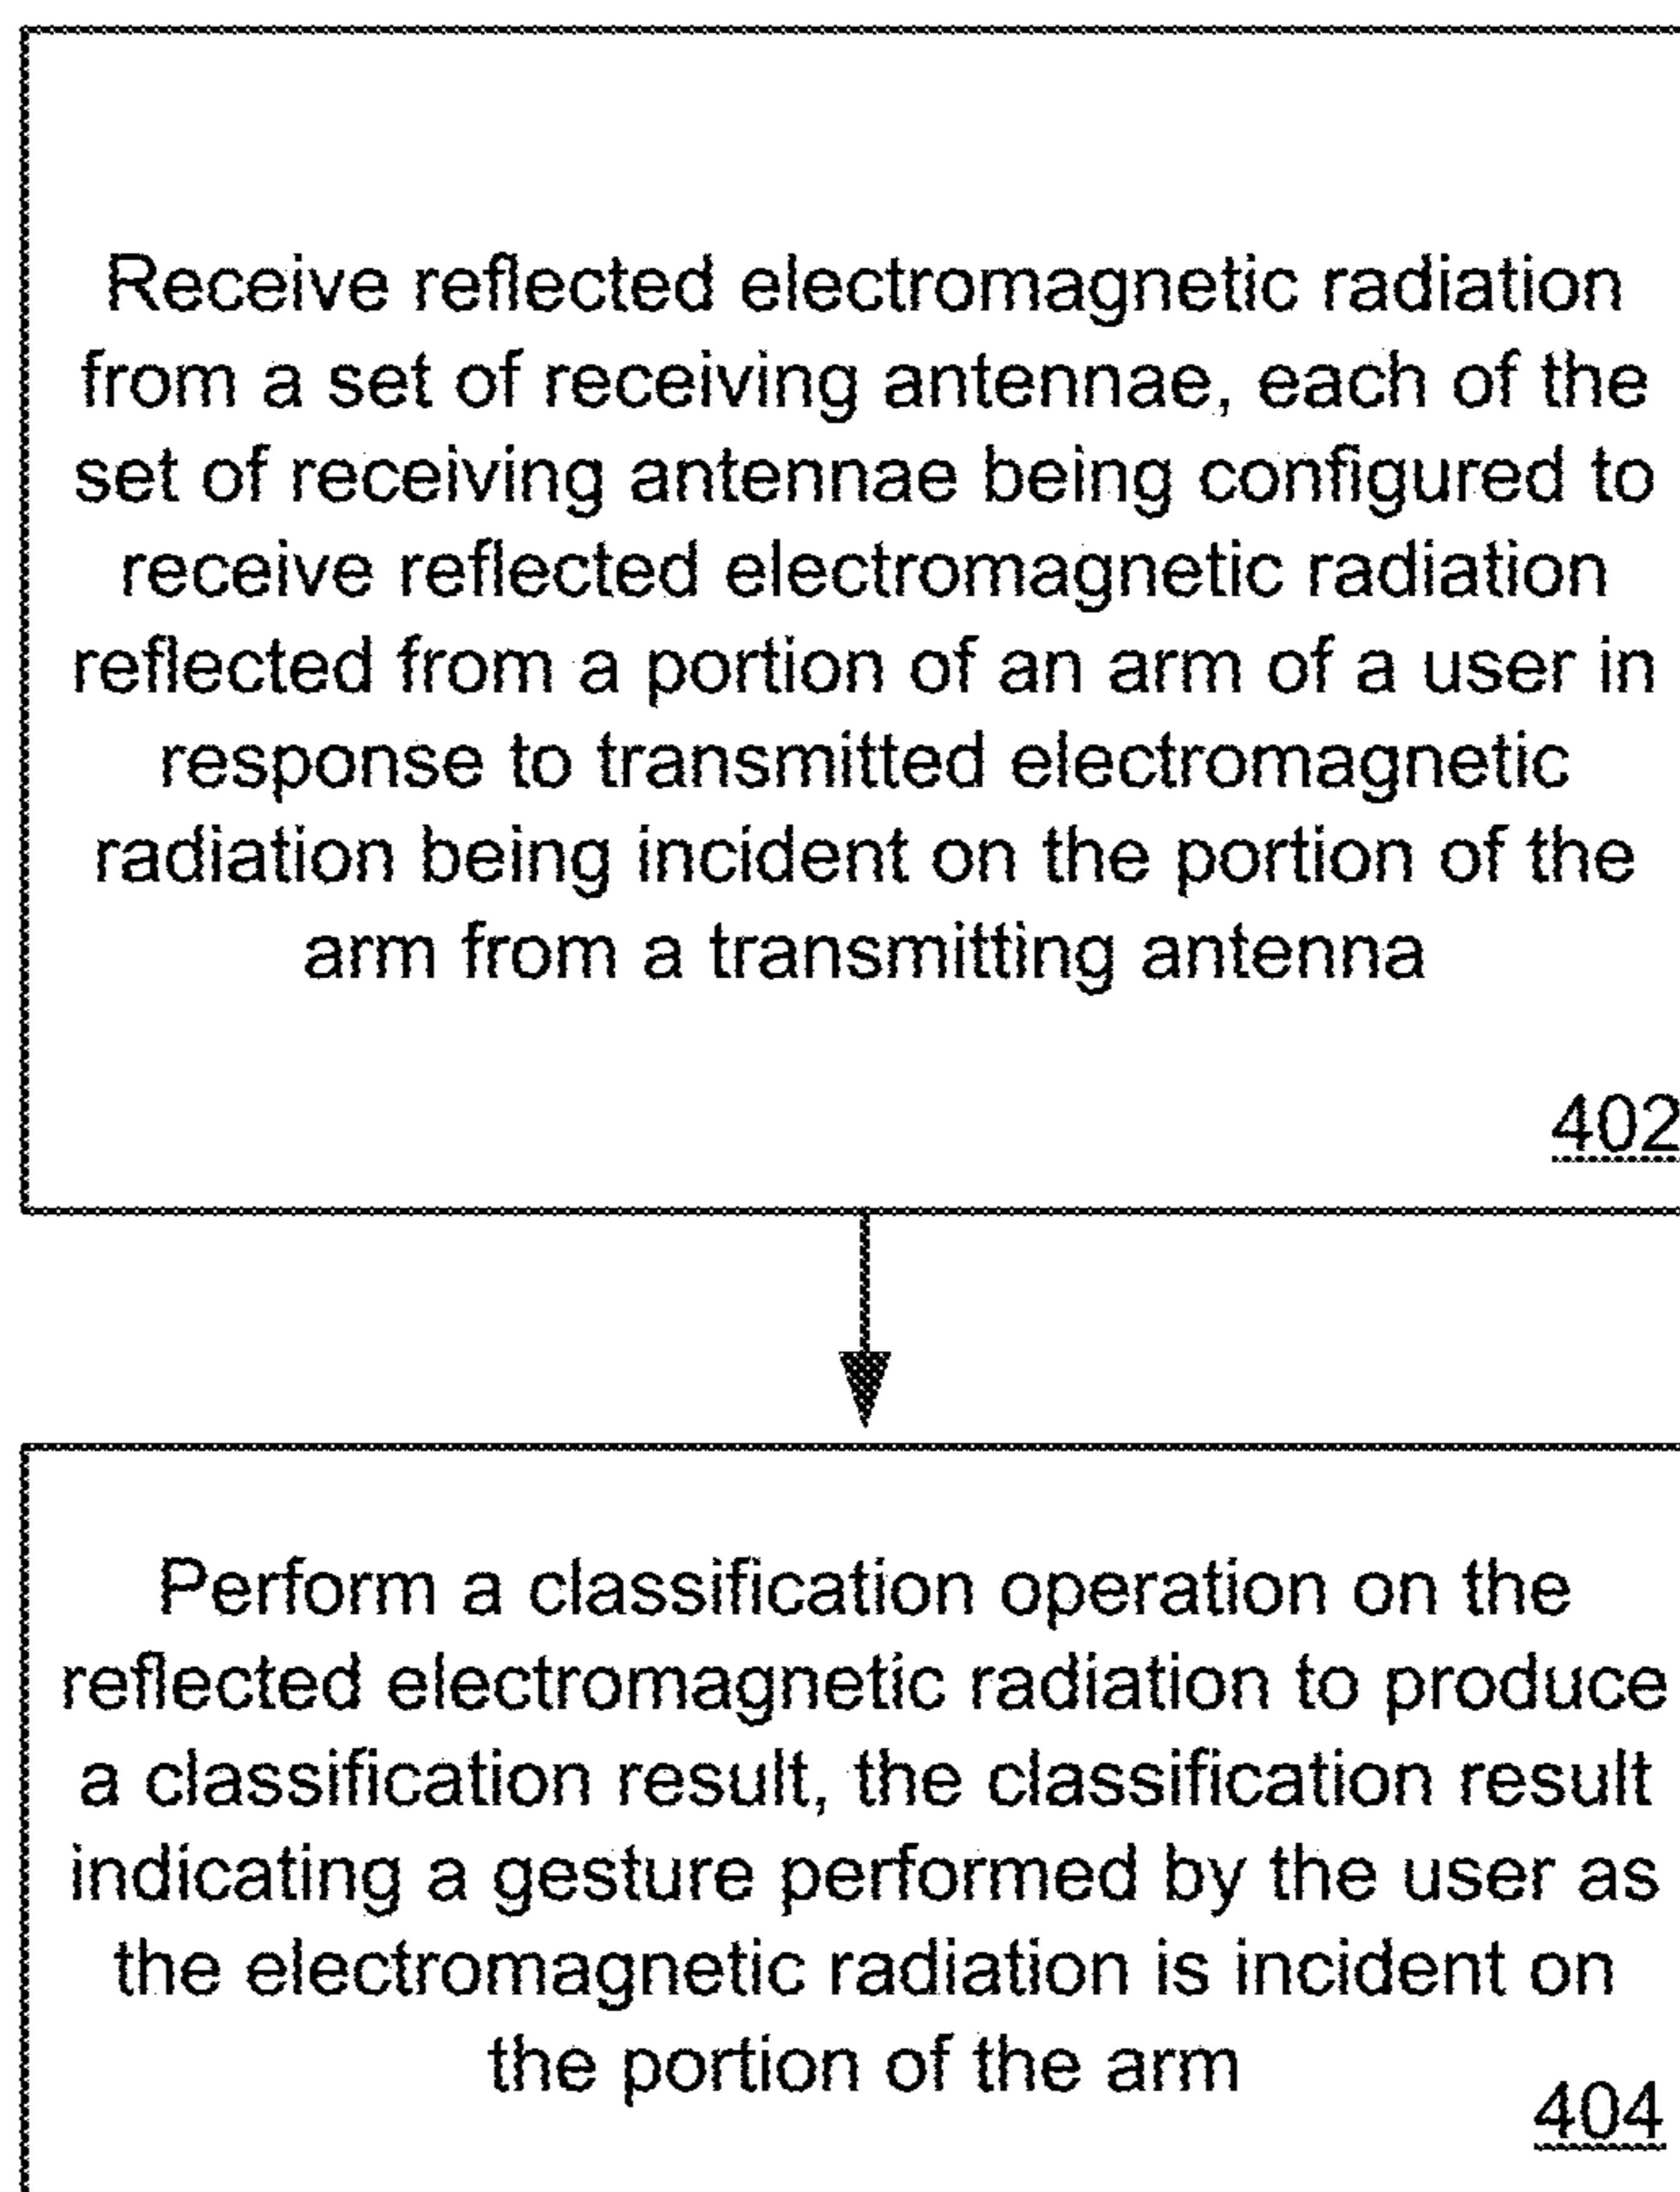 Receive reflected electromagnetic radiation
from a set of receiving antennae, each of the
set of receiving antennae being configured to
receive reflected electromagnetic radiation
reflected from a portion of an arm of a user in
response to transmitted electromagnetic
radiation being incident on the portion of the
arm from a transmitting antenna
402
Perform a classification operation on the
reflected electromagnetic radiation to produce
a classification result, the classification result
indicating a gesture performed by the user as
the electromagnetic radiation is incident on
the portion of the arm
404